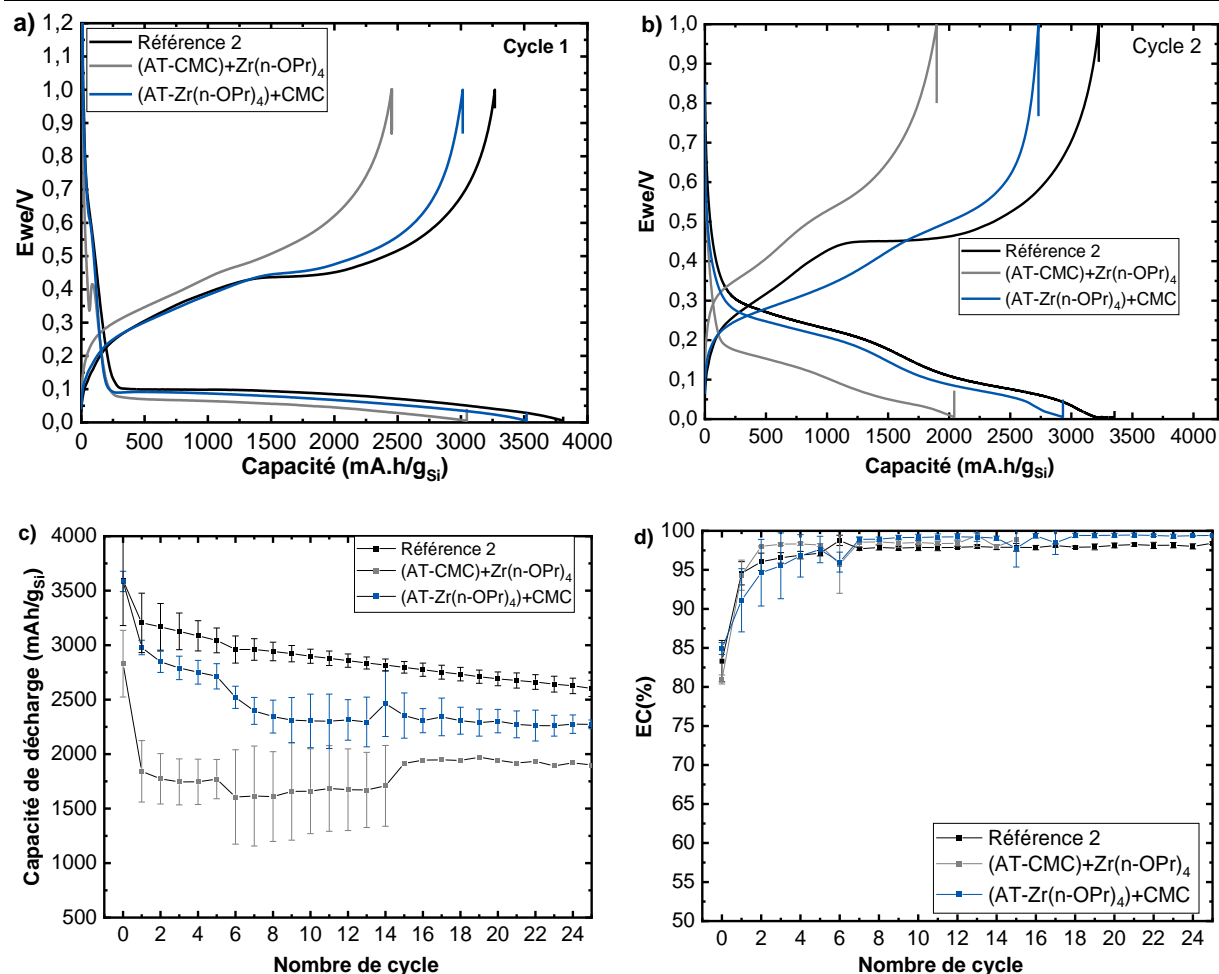 a)
Référence 2
(AT-CMC)+Zr(n-OPr)4
(AT-Zr(n-OPr)4)+CMC
Cycle 1
Ewe/V
1,2
1,1
1,0
0,9
0,8
0,7
0,6
0,5
0,4
0,3
0,2
0,1
0,0
0 500 1000 1500 2000 2500 3000 3500 4000
Capacité (mA.h/gSi)
b)
Cycle 2
Référence 2
(AT-CMC)+Zr(n-OPr)4
(AT-Zr(n-OPr)4)+CMC
Ewe/V
1,0
0,9
0,8
0,7
0,6
0,5
0,4
0,3
0,2
0,1
0,0
0 500 1000 1500 2000 2500 3000 3500 4000
Capacité (mA.h/gSi)
c)
Référence 2
(AT-CMC)+Zr(n-OPr)4
(AT-Zr(n-OPr)4)+CMC
Capacité de décharge (mAh/gSi)
4000
3500
3000
2500
2000
1500
1000
500
0 2 4 6 8 10 12 14 16 18 20 22 24
Nombre de cycle
d)
EC(%)
100
95
90
85
80
75
70
65
60
55
50
Référence 2
(AT-CMC)+Zr(n-OPr)4
(AT-Zr(n-OPr)4)+CMC
0 2 4 6 8 10 12 14 16 18 20 22 24
Nombre de cycle